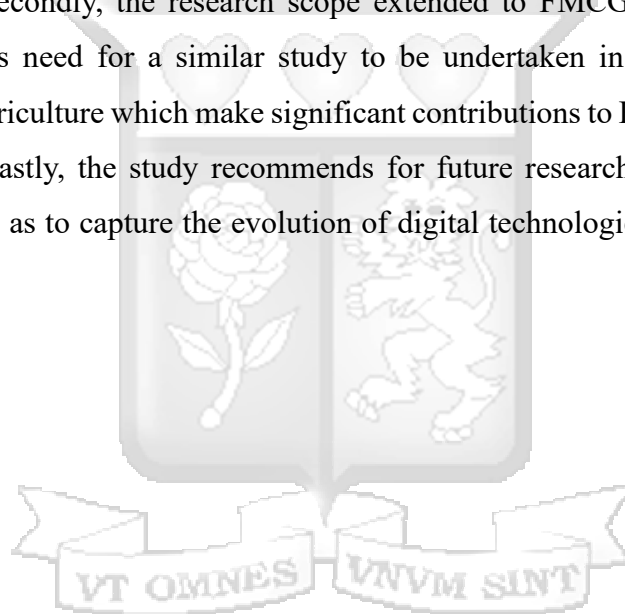 econdly, the research scope extended to FMCG
s need for a similar study to be undertaken in
riculture which make significant contributions to
astly, the study recommends for future research
as to capture the evolution of digital technologi
VT OMNES VNVM SINT